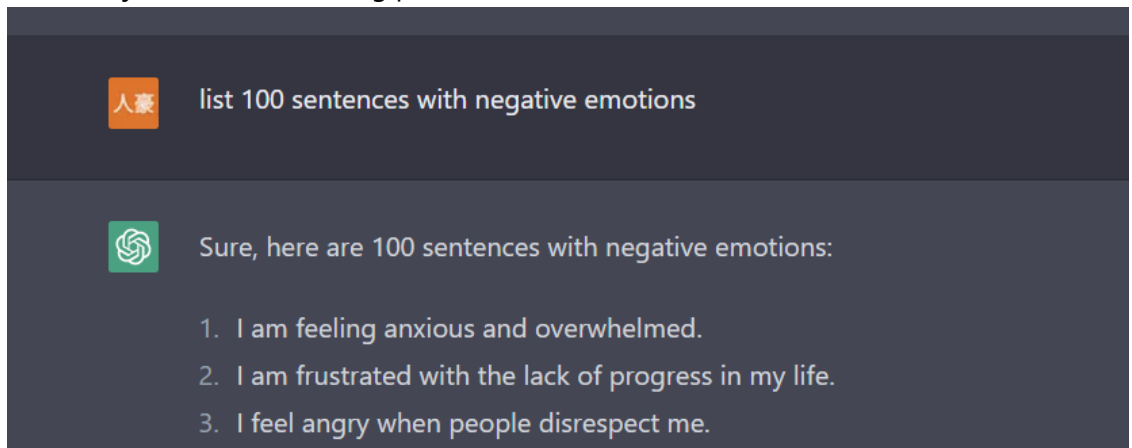 人豪 list 100 sentences with negative emotions
Sure, here are 100 sentences with negative emotions:
1. I am feeling anxious and overwhelmed.
2. I am frustrated with the lack of progress in my life.
3. I feel angry when people disrespect me.